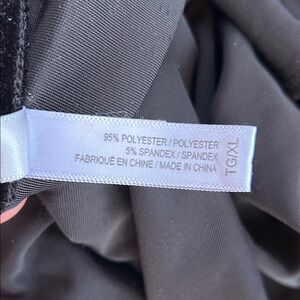 95% POLYESTER / POLYESTER
5% SPANDEX / SPANDEX
FABRIQUÉ EN CHINE / MADE IN CHINA
TG/XL